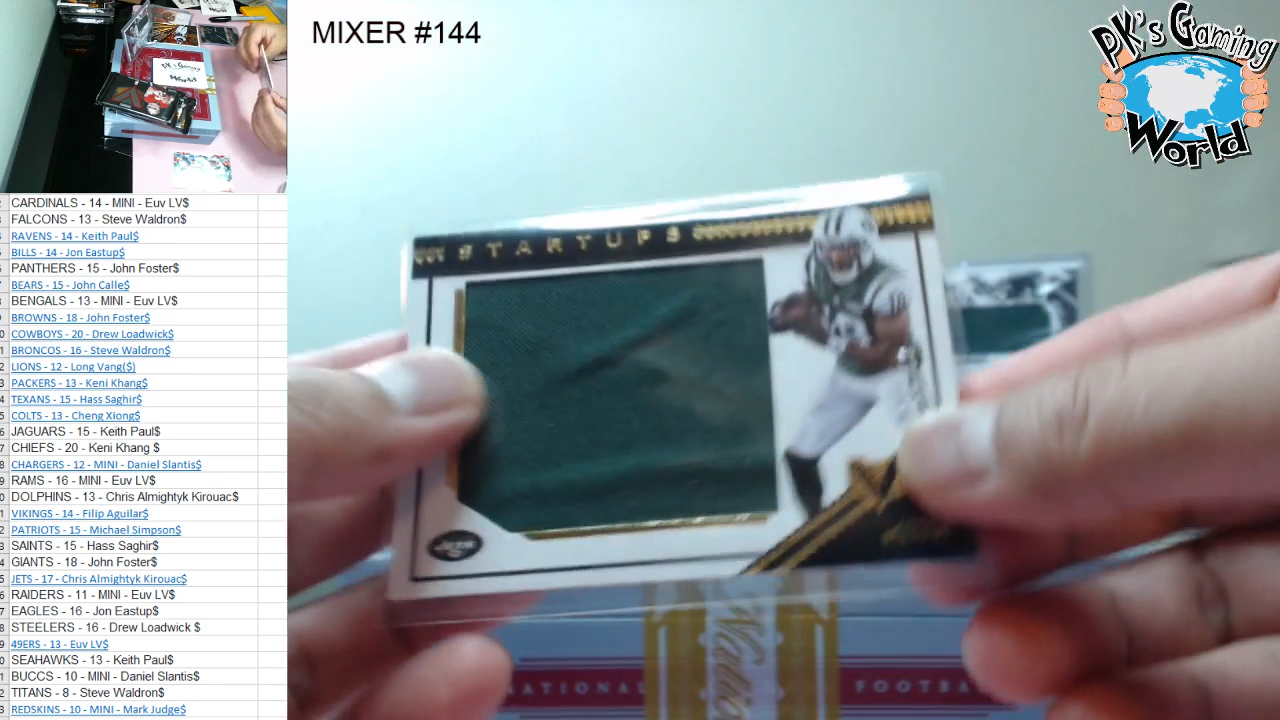 MIXER #144
PK's Gaming
World
PK's Gaming
World
CARDINALS - 14 - MINI - Euv LV$
FALCONS - 13 - Steve Waldron$
RAVENS - 14 - Keith Paul$
BILLS - 14 - Jon Eastup$
PANTHERS - 15 - John Foster$
BEARS - 15 - John Calle$
BENGALS - 13 - MINI - Euv LV$
BROWNS - 18 - John Foster$
COWBOYS - 20 - Drew Loadwick$
BRONCOS - 16 - Steve Waldron$
LIONS - 12 - Long Vang($)
PACKERS - 13 - Keni Khang$
TEXANS - 15 - Hass Saghir$
COLTS - 13 - Cheng Xiong$
JAGUARS - 15 - Keith Paul$
CHIEFS - 20 - Keni Khang $
CHARGERS - 12 - MINI - Daniel Slantis$
RAMS - 16 - MINI - Euv LV$
DOLPHINS - 13 - Chris Almightyk Kirouac$
VIKINGS - 14 - Filip Aguilar$
PATRIOTS - 15 - Michael Simpson$
SAINTS - 15 - Hass Saghir$
GIANTS - 18 - John Foster$
JETS - 17 - Chris Almightyk Kirouac$
RAIDERS - 11 - MINI - Euv LV$
EAGLES - 16 - Jon Eastup$
STEELERS - 16 - Drew Loadwick $
49ERS - 13 - Euv LV$
SEAHAWKS - 13 - Keith Paul$
BUCCS - 10 - MINI - Daniel Slantis$
TITANS - 8 - Steve Waldron$
REDSKINS - 10 - MINI - Mark Judge$
STARTUPS
18
JETS
NATIONAL
FOOTBA